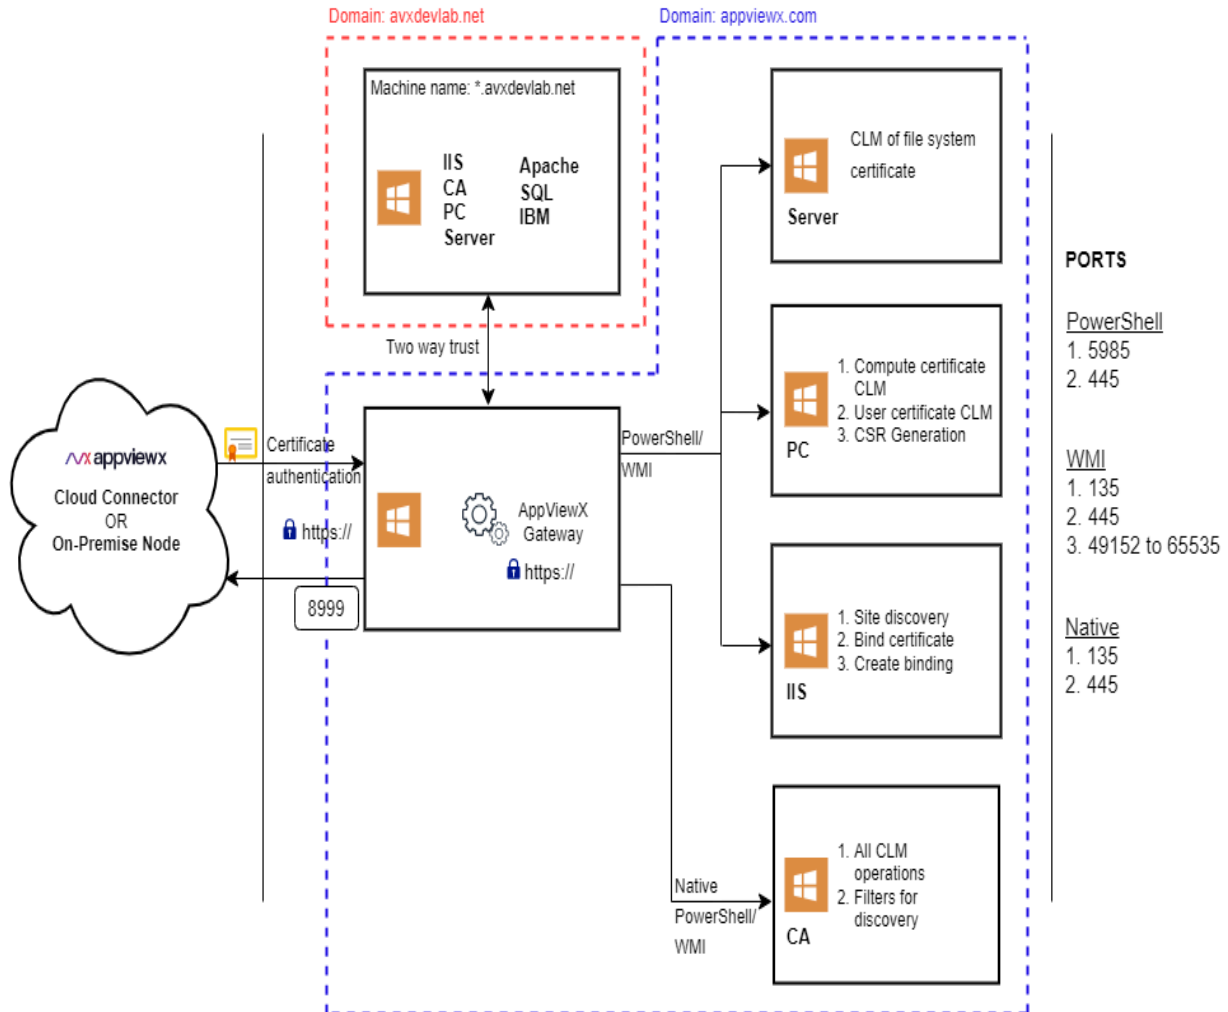 Domain: avxdevlab.net
Domain: appviewx.com
Machine name: *.avxdevlab.net
IIS
CA
PC
Server
Apache
SQL
IBM
Two way trust
appviewx
Cloud Connector
OR
On-Premise Node
Certificate
authentication
https://
8999
AppViewX
Gateway
https://
PowerShell/
WMI
Native
PowerShell/
WMI
CLM of file system
certificate
Server
1. Compute certificate
CLM
2. User certificate CLM
3. CSR Generation
PC
1. Site discovery
2. Bind certificate
3. Create binding
IIS
1. All CLM
operations
2. Filters for
discovery
CA
PORTS
PowerShell
1. 5985
2. 445
WMI
1. 135
2. 445
3. 49152 to 65535
Native
1. 135
2. 445